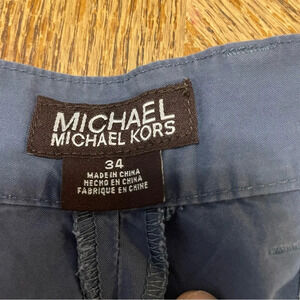 MICHAEL
MICHAEL KORS
34
MADE IN CHINA
HECHO EN CHINA
FABRIQUE EN CHINE